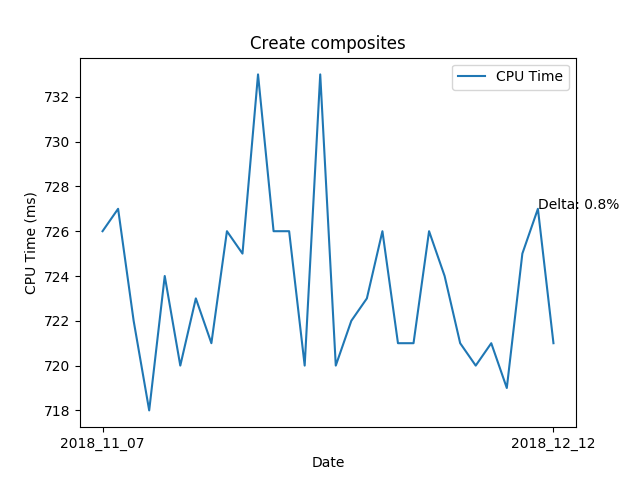 Create composites
CPU Time
732
730
728
726
724
722
720
718
CPU Time (ms)
Delta: 0.8%
2018_11_07
2018_12_12
Date